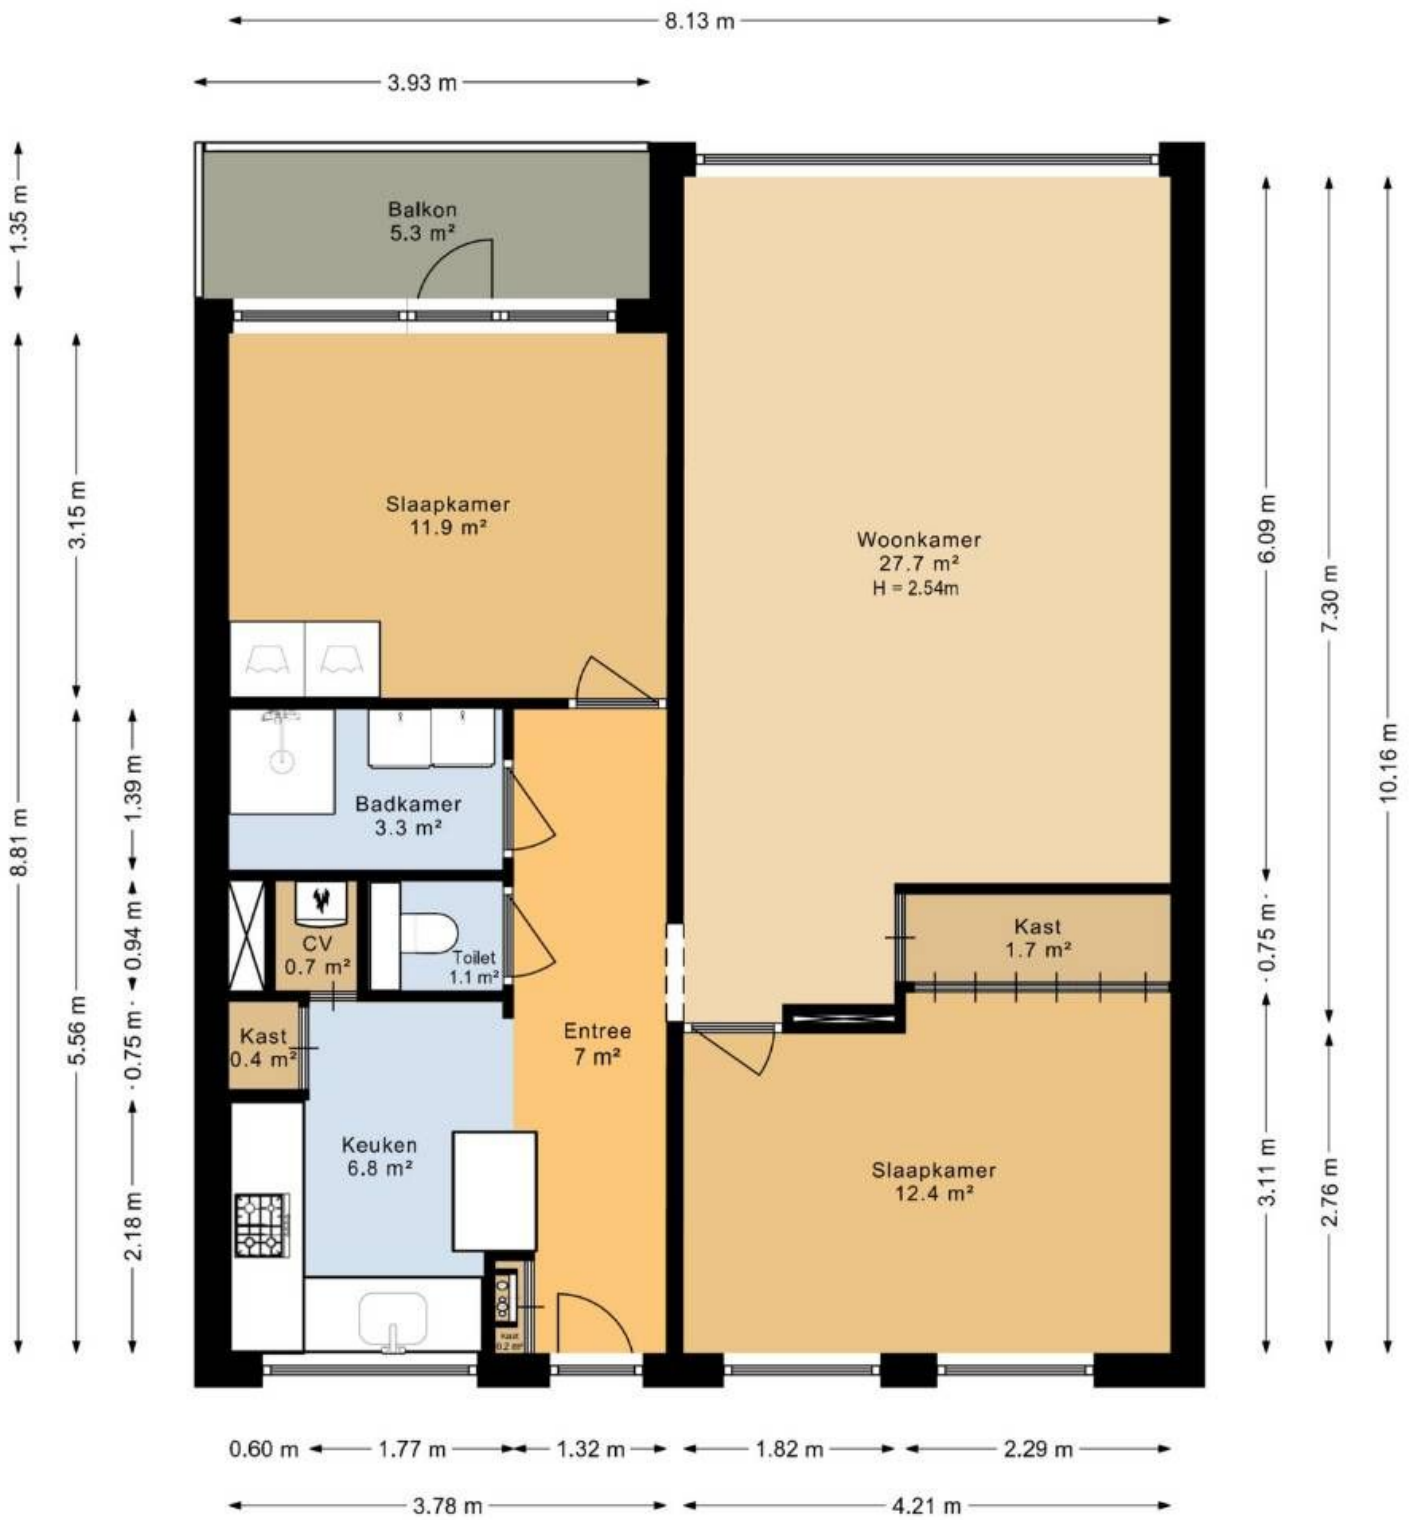 8.13 m
3.93 m
1.35 m
Balkon
5.3 m²
Slaapkamer
11.9 m²
3.15 m
Woonkamer
27.7 m²
H = 2.54m
6.09 m
7.30 m
10.16 m
8.81 m
1.39 m
Badkamer
3.3 m²
CV
0.7 m²
Toilet
1.1 m²
0.94 m
Kast
1.7 m²
0.75 m
5.56 m
0.75 m
Kast
0.4 m²
Entree
7 m²
Keuken
6.8 m²
2.18 m
Slaapkamer
12.4 m²
3.11 m
2.76 m
Kast
0.2 m²
0.60 m
1.77 m
1.32 m
1.82 m
2.29 m
3.78 m
4.21 m